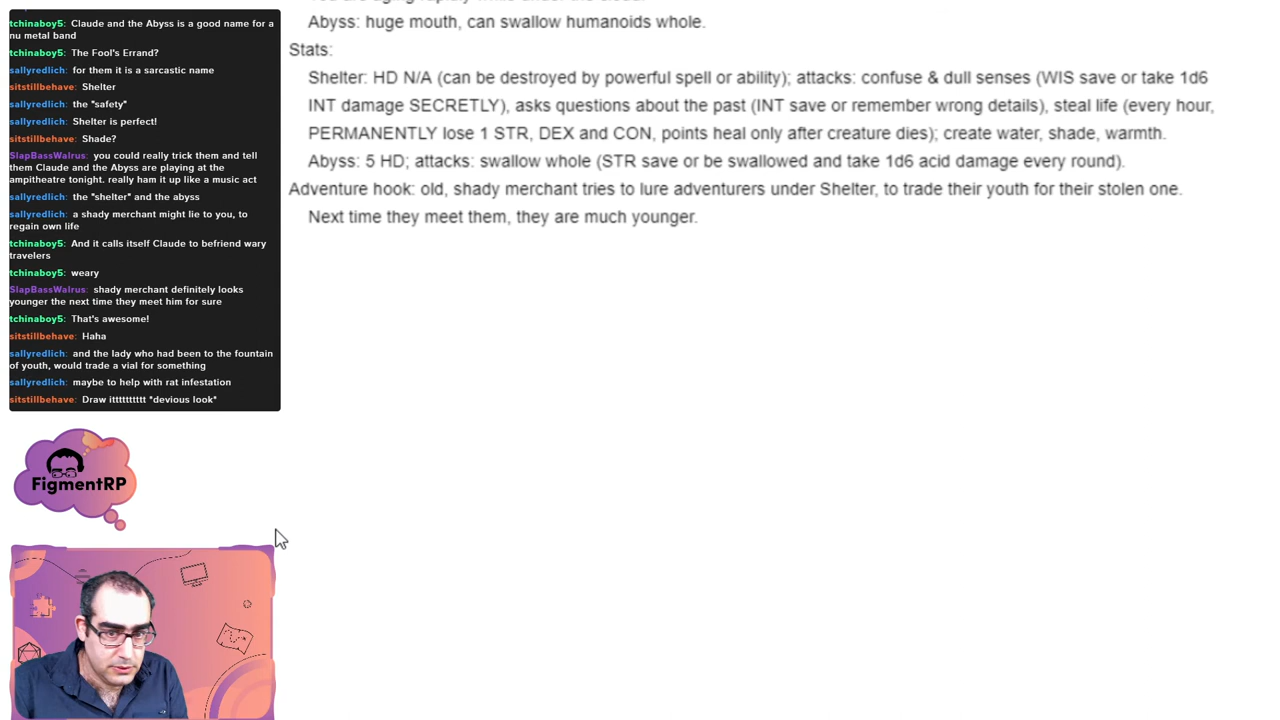 tchinaboy5: Claude and the Abyss is a good name for a
nu metal band
tchinaboy5: The Fool's Errand?
sallyredlich: for them it is a sarcastic name
sitstillbehave: Shelter
sallyredlich: the "safety"
sallyredlich: Shelter is perfect!
sitstillbehave: Shade?
SlapBassWalrus: you could really trick them and tell
them Claude and the Abyss are playing at the
ampitheatre tonight. really ham it up like a music act
sallyredlich: the "shelter" and the abyss
sallyredlich: a shady merchant might lie to you, to
regain own life
tchinaboy5: And it calls itself Claude to befriend wary
travelers
tchinaboy5: weary
SlapBassWalrus: shady merchant definitely looks
younger the next time they meet him for sure
tchinaboy5: That's awesome!
sitstillbehave: Haha
sallyredlich: and the lady who had been to the fountain
of youth, would trade a vial for something
sallyredlich: maybe to help with rat infestation
sitstillbehave: Draw itttttttttt *devious look*
FigmentRP
Abyss: huge mouth, can swallow humanoids whole.
Stats:
Shelter: HD N/A (can be destroyed by powerful spell or ability); attacks: confuse & dull senses (WIS save or take 1d6
INT damage SECRETLY), asks questions about the past (INT save or remember wrong details), steal life (every hour,
PERMANENTLY lose 1 STR, DEX and CON, points heal only after creature dies); create water, shade, warmth.
Abyss: 5 HD; attacks: swallow whole (STR save or be swallowed and take 1d6 acid damage every round).
Adventure hook: old, shady merchant tries to lure adventurers under Shelter, to trade their youth for their stolen one.
Next time they meet them, they are much younger.